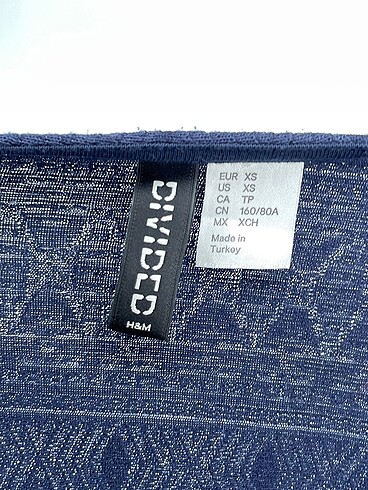 DIVIDED
H&M
EUR XS
US XS
CA TP
CN 160/80A
MX XCH
Made in
Turkey